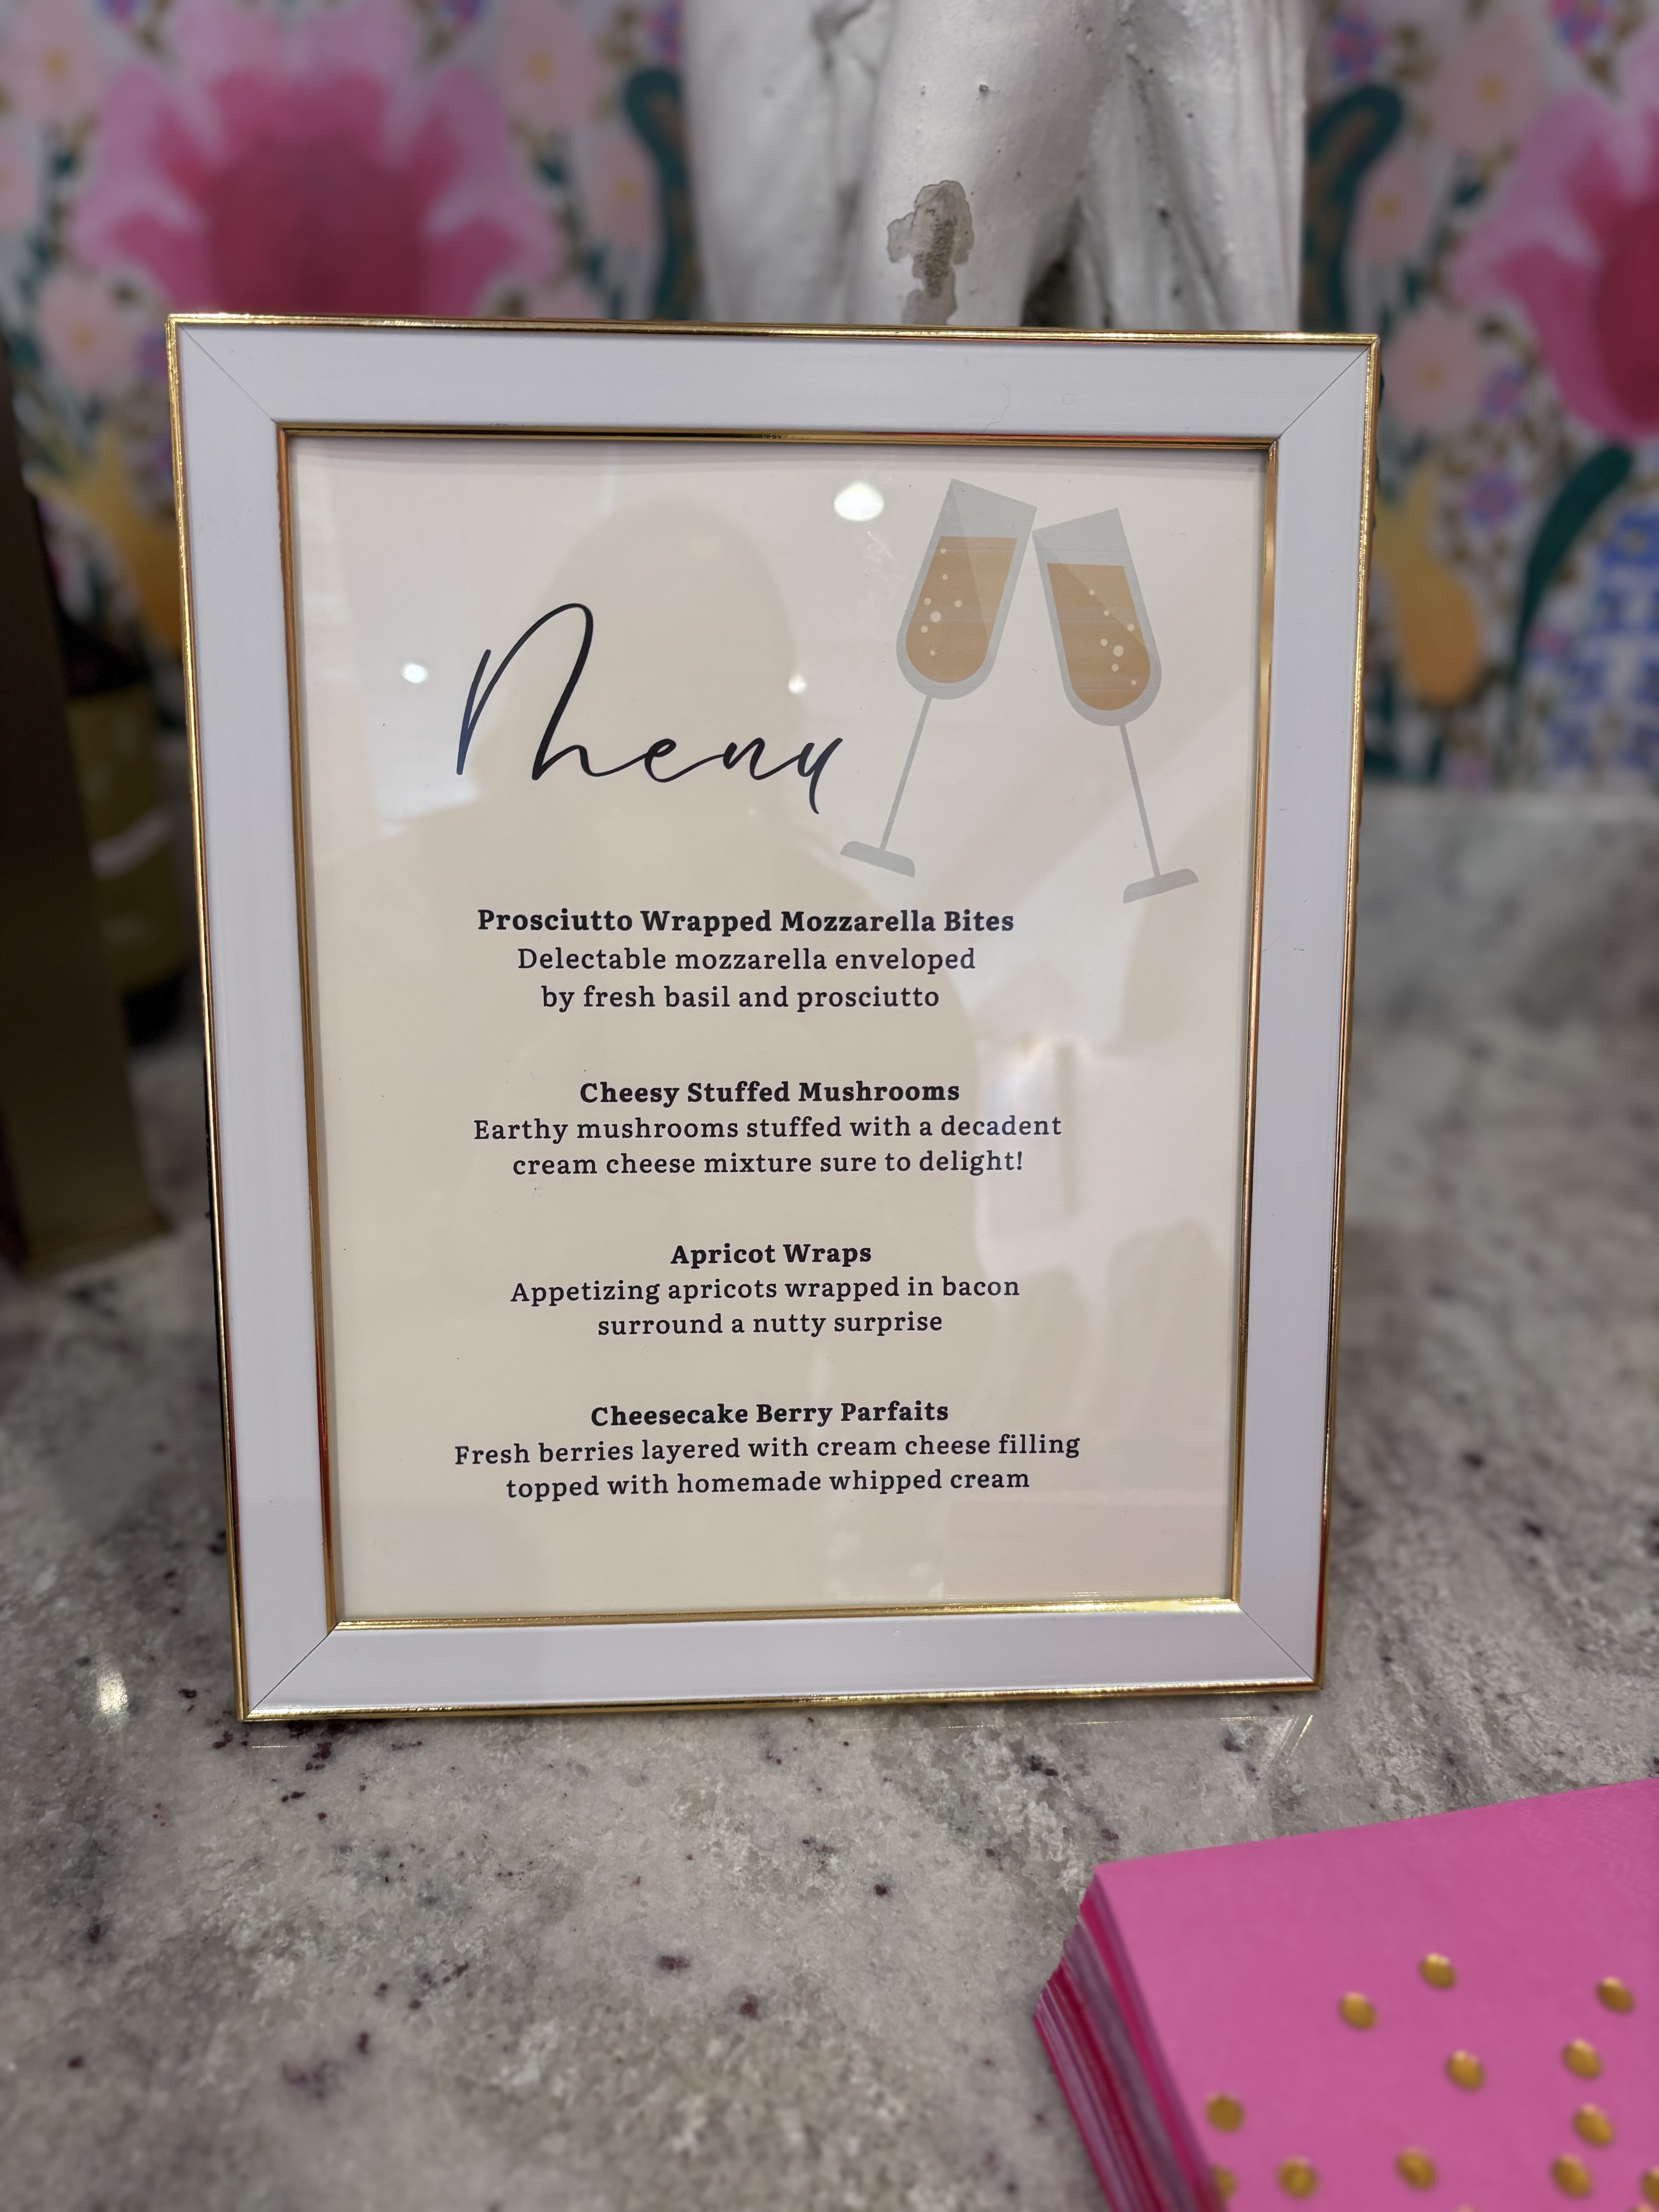 Menu
Prosciutto Wrapped Mozzarella Bites
Delectable mozzarella enveloped
by fresh basil and prosciutto
Cheesy Stuffed Mushrooms
Earthy mushrooms stuffed with a decadent
cream cheese mixture sure to delight!
Apricot Wraps
Appetizing apricots wrapped in bacon
surround a nutty surprise
Cheesecake Berry Parfaits
Fresh berries layered with cream cheese filling
topped with homemade whipped cream